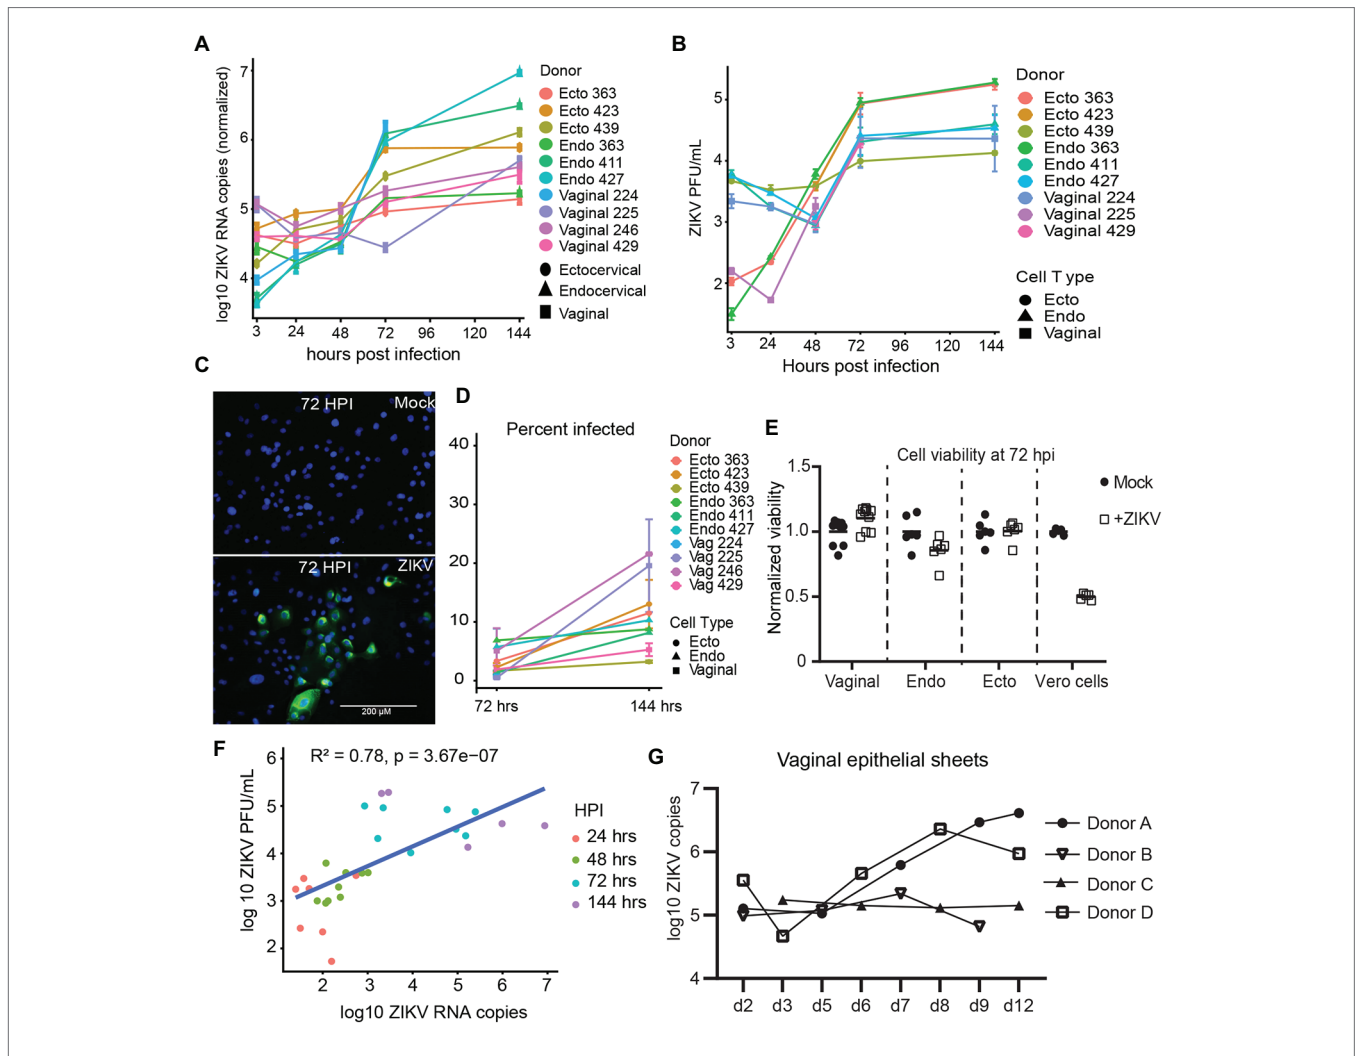 A
log10 ZIKV RNA copies (normalized)
7
6
5
4
3 24 48 72 96 120 144
hours post infection
Donor
Ecto 363
Ecto 423
Ecto 439
Endo 363
Endo 411
Endo 427
Vaginal 224
Vaginal 225
Vaginal 246
Vaginal 429
Ectocervical
Endocervical
Vaginal
B
ZIKV PFU/mL
5
4
3
2
3 24 48 72 96 120 144
Hours post infection
Donor
Ecto 363
Ecto 423
Ecto 439
Endo 363
Endo 411
Endo 427
Vaginal 224
Vaginal 225
Vaginal 429
Cell Type
Ecto
Endo
Vaginal
C
72 HPI Mock
72 HPI ZIKV
200 µM
D
Percent infected
40
30
20
10
0
72 hrs 144 hrs
Donor
Ecto 363
Ecto 423
Ecto 439
Endo 363
Endo 411
Endo 427
Vag 224
Vag 225
Vag 246
Vag 429
Cell Type
Ecto
Endo
Vaginal
E
Cell viability at 72 hpi
Normalized viability
1.5
1.0
0.5
0
Vaginal Endo Ecto Vero cells
Mock
+ZIKV
F
R² = 0.78, p = 3.67e−07
log 10 ZIKV PFU/mL
6
5
4
3
2
2 3 4 5 6 7
log10 ZIKV RNA copies
HPI
24 hrs
48 hrs
72 hrs
144 hrs
G
Vaginal epithelial sheets
log10 ZIKV copies
7
6
5
4
d2 d3 d5 d6 d7 d8 d9 d12
Donor A
Donor B
Donor C
Donor D